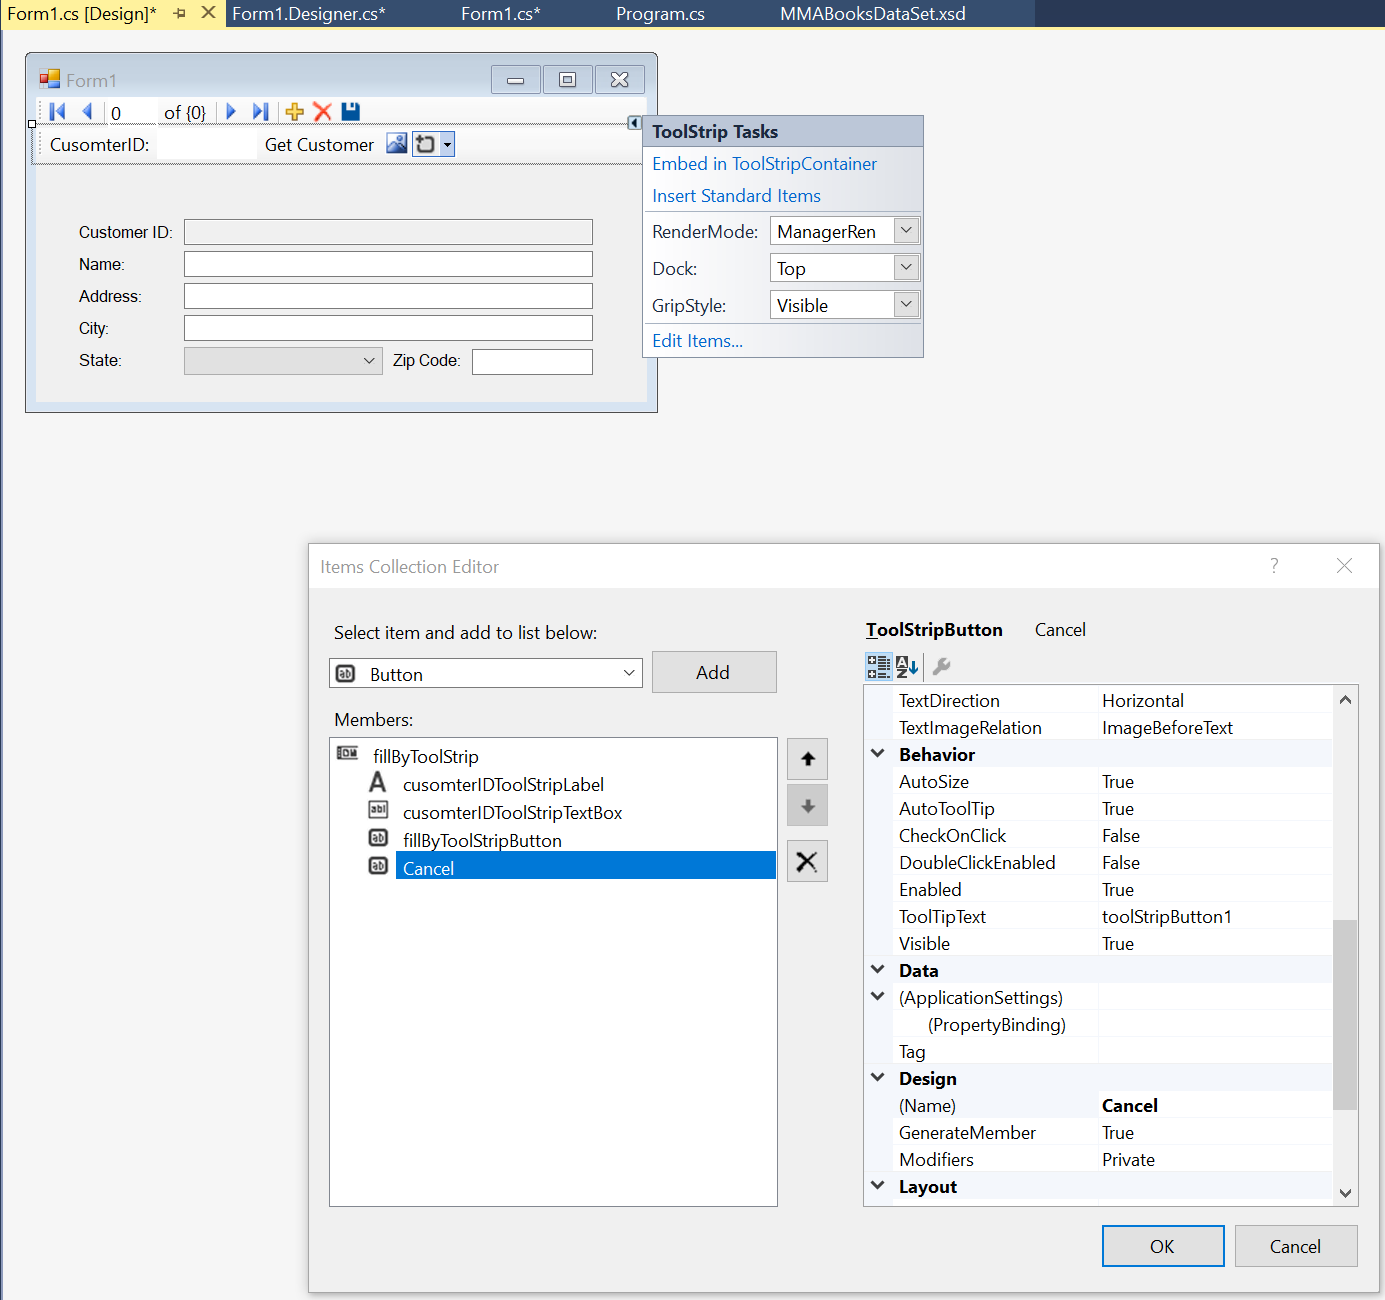 Form1.cs [Design]* Form1.Designer.cs* Form1.cs* Program.cs MMABooksDataSet.xsd
Form1
0 of {0}
CusomterID: Get Customer
ToolStrip Tasks
Embed in ToolStripContainer
Insert Standard Items
RenderMode: ManagerRen
Dock: Top
GripStyle: Visible
Edit Items...
Customer ID:
Name:
Address:
City:
State: Zip Code:
Items Collection Editor ?
Select item and add to list below:
Button Add
Members:
fillByToolStrip
cusomterIDToolStripLabel
cusomterIDToolStripTextBox
fillByToolStripButton
Cancel
ToolStripButton Cancel
TextDirection Horizontal
TextImageRelation ImageBeforeText
Behavior
AutoSize True
AutoToolTip True
CheckOnClick False
DoubleClickEnabled False
Enabled True
ToolTipText toolStripButton1
Visible True
Data
(ApplicationSettings)
(PropertyBinding)
Tag
Design
(Name) Cancel
GenerateMember True
Modifiers Private
Layout
OK Cancel